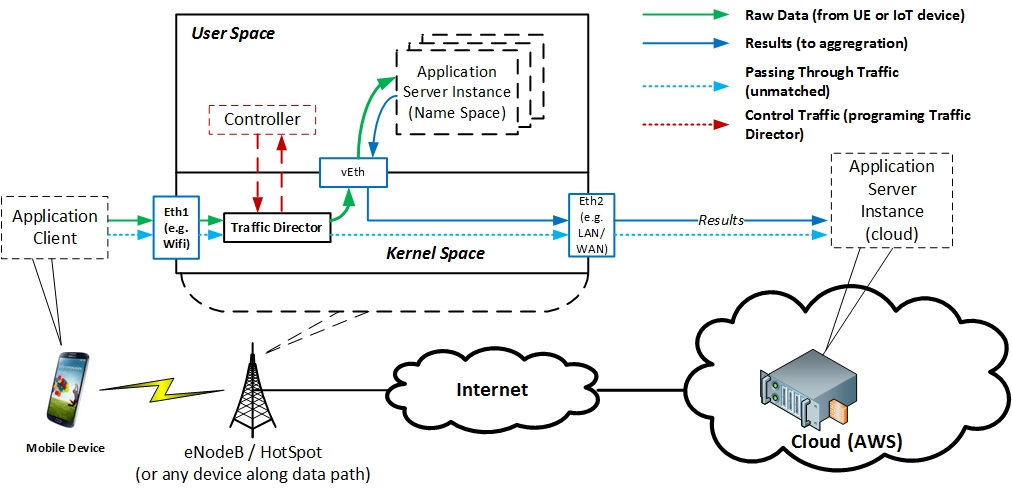 User Space
Application
Server Instance
(Name Space)
Controller
vEth
Raw Data (from UE or IoT device)
Results (to aggregration)
Passing Through Traffic
(unmatched)
Control Traffic (programing Traffic
Director)
Application
Client
Eth1
(e.g.
Wifi)
Traffic Director
Kernel Space
Eth2
(e.g.
LAN/
WAN)
Results
Application
Server
Instance
(cloud)
Mobile Device
eNodeB / HotSpot
(or any device along data path)
Internet
Cloud (AWS)